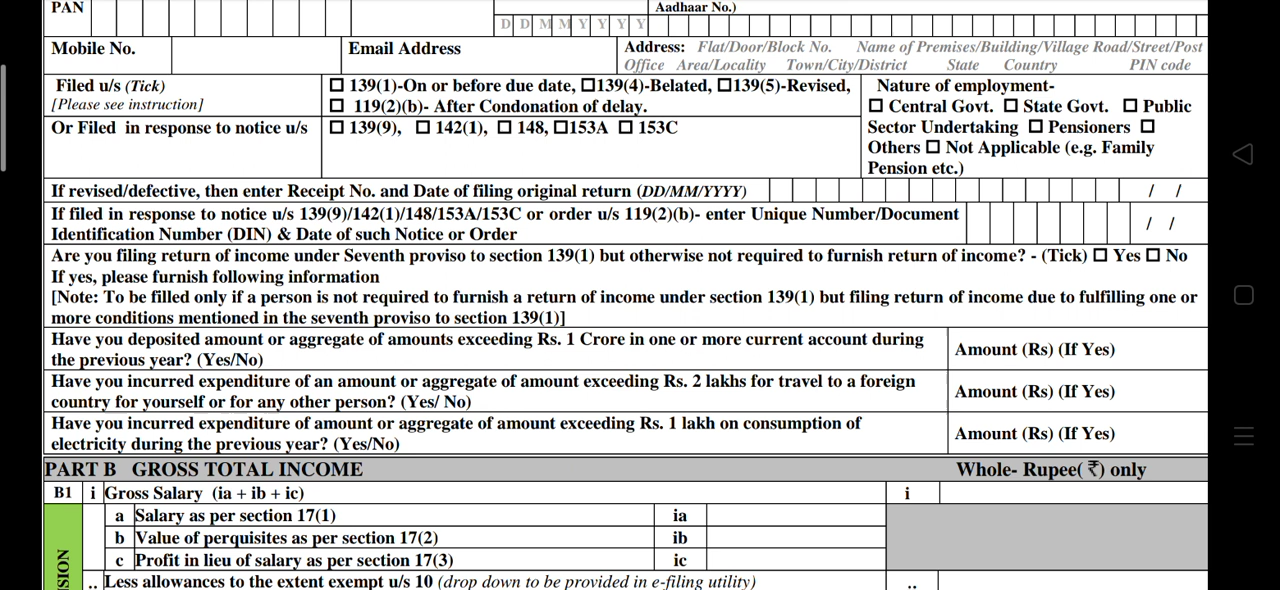 PAN
Aadhaar No.)
D D M M Y Y Y Y
Mobile No.
Email Address
Address: Flat/Door/Block No. Name of Premises/Building/Village Road/Street/Post
Office Area/Locality Town/City/District State Country PIN code
Filed u/s (Tick)
[Please see instruction]
☐ 139(1)-On or before due date, ☐139(4)-Belated, ☐139(5)-Revised,
☐ 119(2)(b)- After Condonation of delay.
Or Filed in response to notice u/s
☐ 139(9), ☐ 142(1), ☐ 148, ☐153A ☐ 153C
Nature of employment-
☐ Central Govt. ☐ State Govt. ☐ Public
Sector Undertaking ☐ Pensioners ☐
Others ☐ Not Applicable (e.g. Family
Pension etc.)
If revised/defective, then enter Receipt No. and Date of filing original return (DD/MM/YYYY)
/ /
If filed in response to notice u/s 139(9)/142(1)/148/153A/153C or order u/s 119(2)(b)- enter Unique Number/Document
Identification Number (DIN) & Date of such Notice or Order
/ /
Are you filing return of income under Seventh proviso to section 139(1) but otherwise not required to furnish return of income? - (Tick) ☐ Yes ☐ No
If yes, please furnish following information
[Note: To be filled only if a person is not required to furnish a return of income under section 139(1) but filing return of income due to fulfilling one or
more conditions mentioned in the seventh proviso to section 139(1)]
Have you deposited amount or aggregate of amounts exceeding Rs. 1 Crore in one or more current account during
the previous year? (Yes/No)
Amount (Rs) (If Yes)
Have you incurred expenditure of an amount or aggregate of amount exceeding Rs. 2 lakhs for travel to a foreign
country for yourself or for any other person? (Yes/ No)
Amount (Rs) (If Yes)
Have you incurred expenditure of amount or aggregate of amount exceeding Rs. 1 lakh on consumption of
electricity during the previous year? (Yes/No)
Amount (Rs) (If Yes)
PART B GROSS TOTAL INCOME
Whole- Rupee(₹) only
B1 i Gross Salary (ia + ib + ic) i
a Salary as per section 17(1) ia
b Value of perquisites as per section 17(2) ib
c Profit in lieu of salary as per section 17(3) ic
Less allowances to the extent exempt u/s 10 (drop down to be provided in e-filing utility)